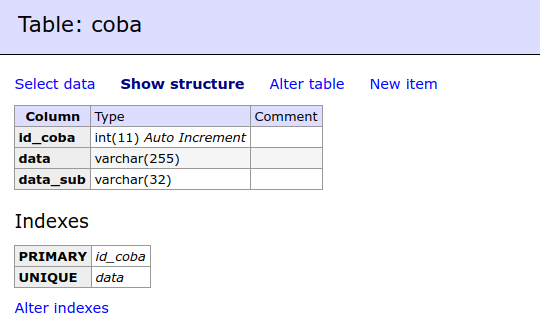 Table: coba
Select data Show structure Alter table New item
Column Type Comment
id_coba int(11) Auto Increment
data varchar(255)
data_sub varchar(32)
Indexes
PRIMARY id_coba
UNIQUE data
Alter indexes